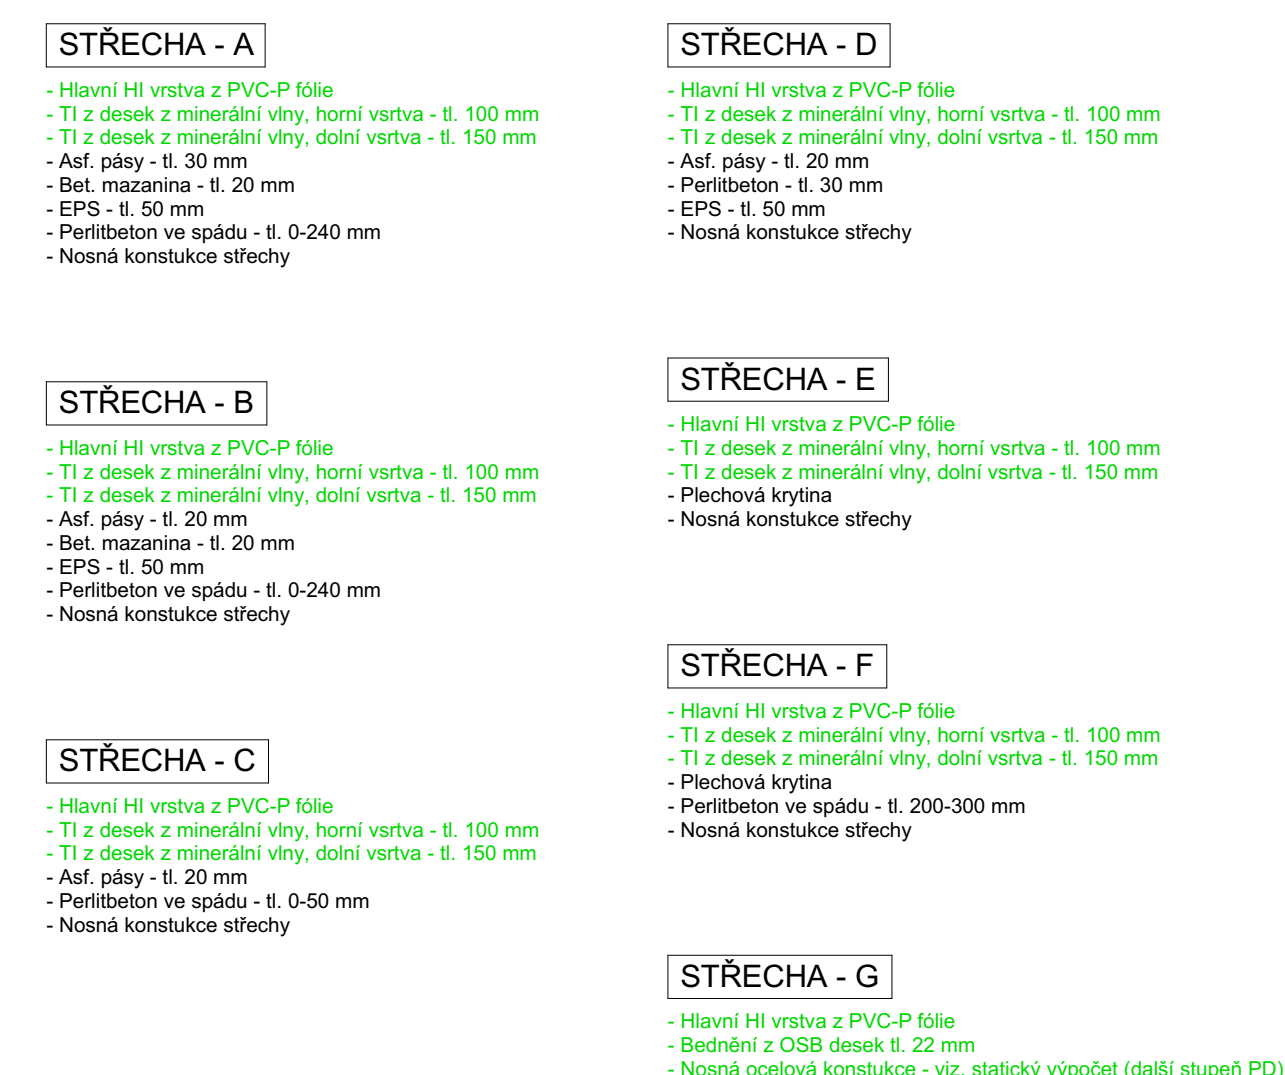 STŘECHA - A
- Hlavní HI vrstva z PVC-P fólie
- TI z desek z minerální vlny, horní vsrtva - tl. 100 mm
- TI z desek z minerální vlny, dolní vsrtva - tl. 150 mm
- Asf. pásy - tl. 30 mm
- Bet. mazanina - tl. 20 mm
- EPS - tl. 50 mm
- Perlitbeton ve spádu - tl. 0-240 mm
- Nosná konstukce střechy
STŘECHA - B
- Hlavní HI vrstva z PVC-P fólie
- TI z desek z minerální vlny, horní vsrtva - tl. 100 mm
- TI z desek z minerální vlny, dolní vsrtva - tl. 150 mm
- Asf. pásy - tl. 20 mm
- Bet. mazanina - tl. 20 mm
- EPS - tl. 50 mm
- Perlitbeton ve spádu - tl. 0-240 mm
- Nosná konstukce střechy
STŘECHA - C
- Hlavní HI vrstva z PVC-P fólie
- TI z desek z minerální vlny, horní vsrtva - tl. 100 mm
- TI z desek z minerální vlny, dolní vsrtva - tl. 150 mm
- Asf. pásy - tl. 20 mm
- Perlitbeton ve spádu - tl. 0-50 mm
- Nosná konstukce střechy
STŘECHA - D
- Hlavní HI vrstva z PVC-P fólie
- TI z desek z minerální vlny, horní vsrtva - tl. 100 mm
- TI z desek z minerální vlny, dolní vsrtva - tl. 150 mm
- Asf. pásy - tl. 20 mm
- Perlitbeton - tl. 30 mm
- EPS - tl. 50 mm
- Nosná konstukce střechy
STŘECHA - E
- Hlavní HI vrstva z PVC-P fólie
- TI z desek z minerální vlny, horní vsrtva - tl. 100 mm
- TI z desek z minerální vlny, dolní vsrtva - tl. 150 mm
- Plechová krytina
- Nosná konstukce střechy
STŘECHA - F
- Hlavní HI vrstva z PVC-P fólie
- TI z desek z minerální vlny, horní vsrtva - tl. 100 mm
- TI z desek z minerální vlny, dolní vsrtva - tl. 150 mm
- Plechová krytina
- Perlitbeton ve spádu - tl. 200-300 mm
- Nosná konstukce střechy
STŘECHA - G
- Hlavní HI vrstva z PVC-P fólie
- Bednění z OSB desek tl. 22 mm
- Nosná ocelová konstukce - viz. statický výpočet (další stupeň PD)